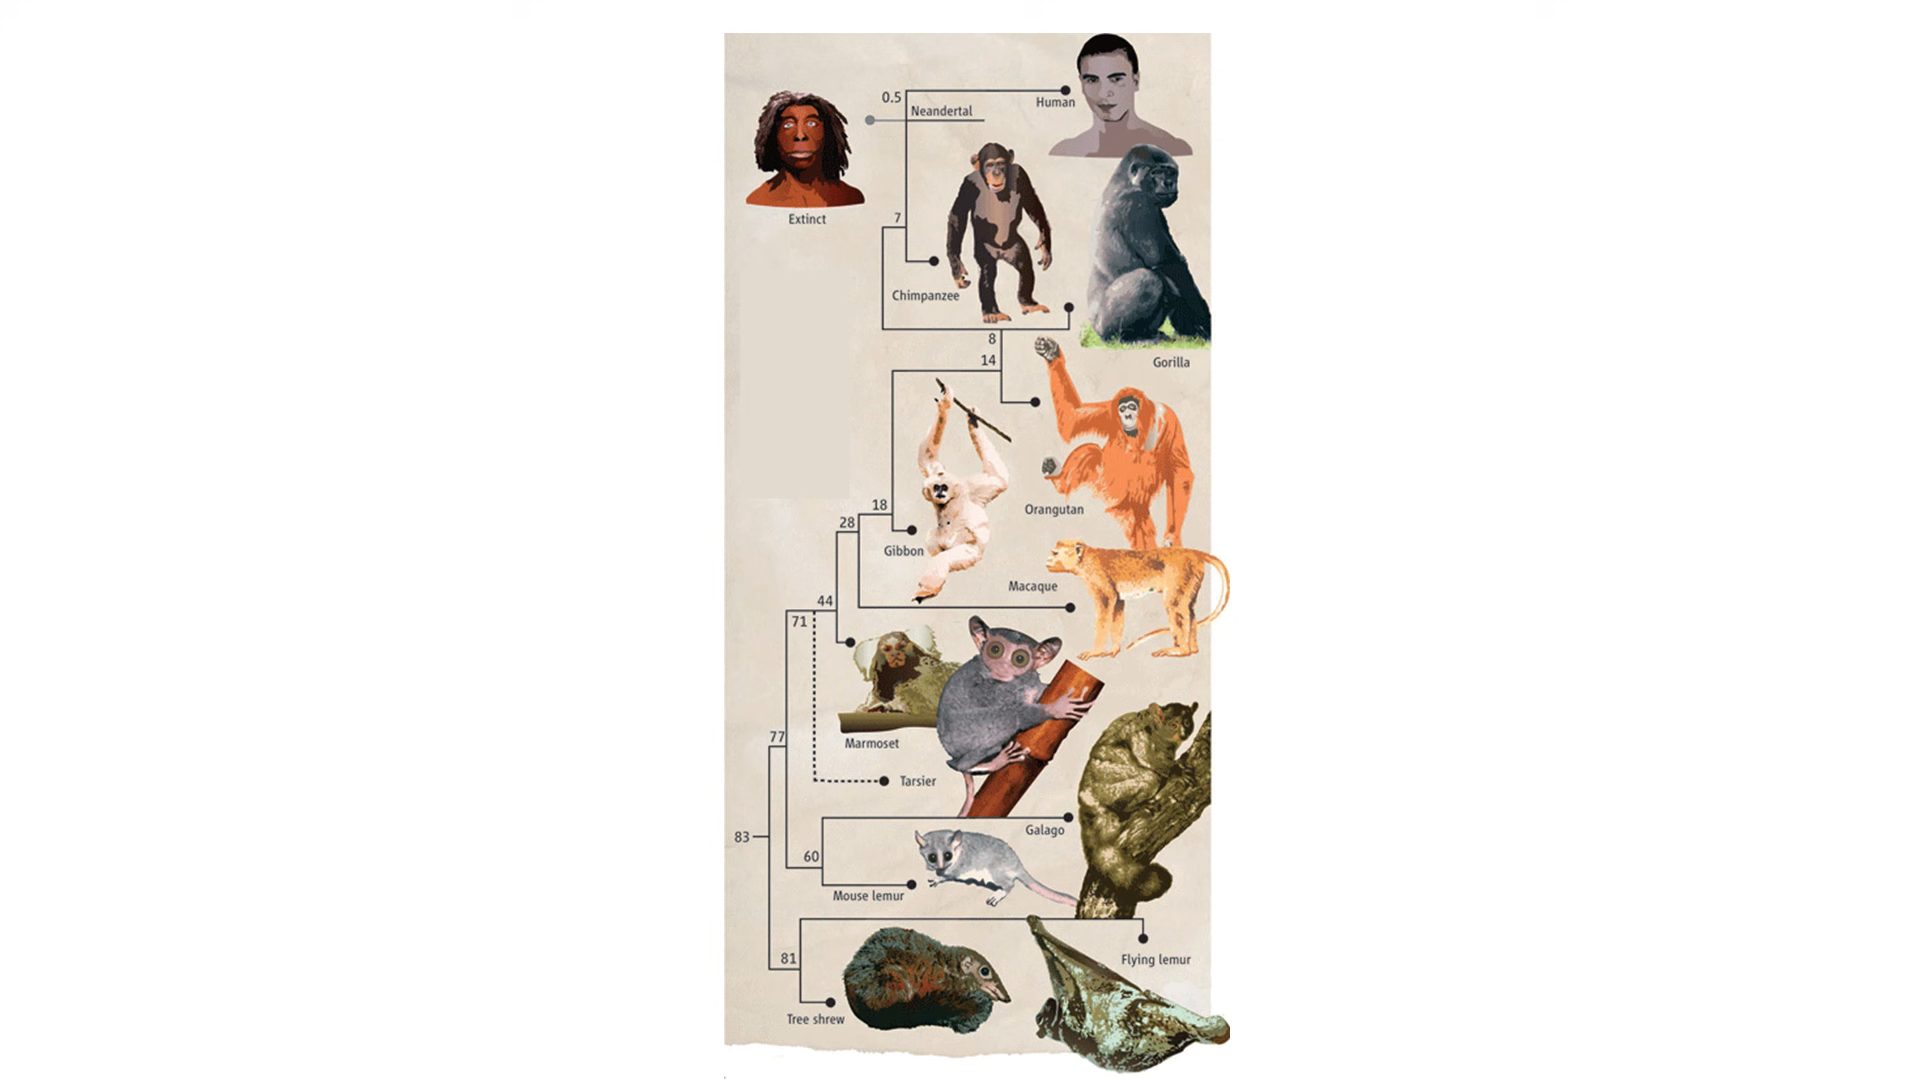 0.5
Human
Neandertal
Extinct
7
Chimpanzee
8
14
Gorilla
18
28
Orangutan
Gibbon
Macaque
44
71
Marmoset
77
Tarsier
Galago
83
60
Mouse lemur
81
Flying lemur
Tree shrew